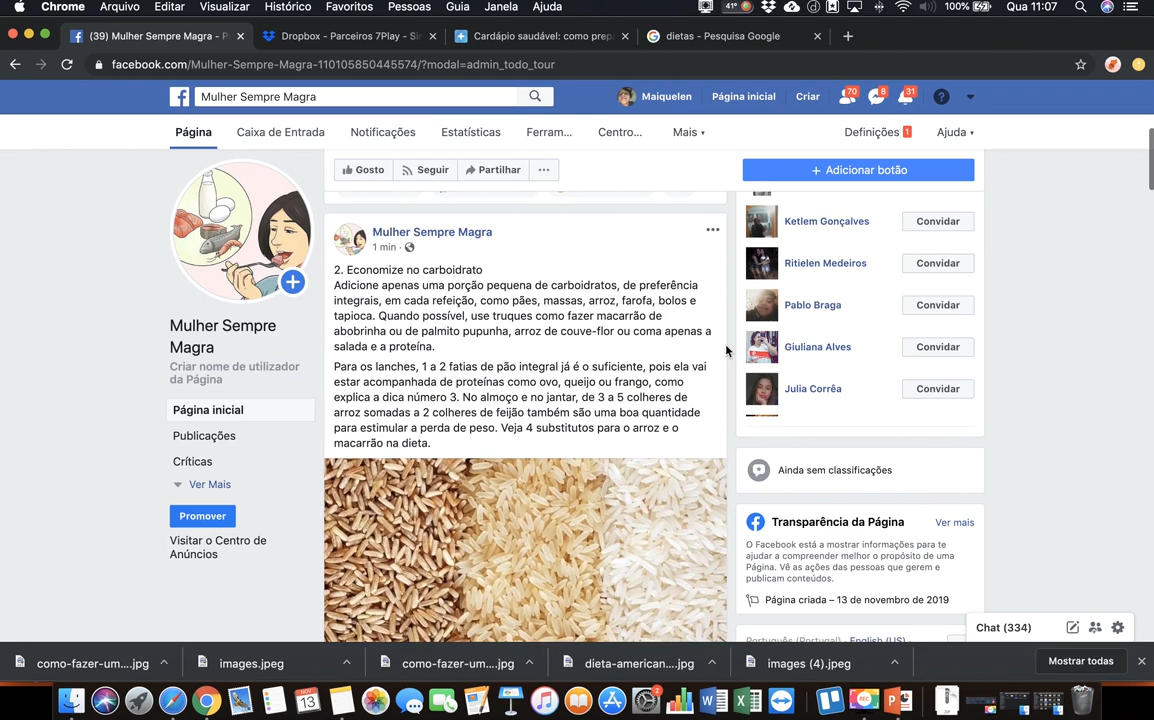 Chrome Arquivo Editar Visualizar Histórico Favoritos Pessoas Guia Janela Ajuda 41° 100% Qua 11:07
(39) Mulher Sempre Magra - P Dropbox - Parceiros 7Play - Si Cardápio saudável: como prep dietas - Pesquisa Google
facebook.com/Mulher-Sempre-Magra-110105850445574/?modal=admin_todo_tour
Mulher Sempre Magra Maiquelen Página inicial Criar 70 8 31
Página Caixa de Entrada Notificações Estatísticas Ferram... Centro... Mais Definições 1 Ajuda
Gosto Seguir Partilhar ... + Adicionar botão
Mulher Sempre Magra
Criar nome de utilizador da Página
Página inicial
Publicações
Críticas
Ver Mais
Promover
Visitar o Centro de Anúncios
Mulher Sempre Magra
1 min ·
2. Economize no carboidrato
Adicione apenas uma porção pequena de carboidratos, de preferência
integrais, em cada refeição, como pães, massas, arroz, farofa, bolos e
tapioca. Quando possível, use truques como fazer macarrão de
abobrinha ou de palmito pupunha, arroz de couve-flor ou coma apenas a
salada e a proteína.
Para os lanches, 1 a 2 fatias de pão integral já é o suficiente, pois ela vai
estar acompanhada de proteínas como ovo, queijo ou frango, como
explica a dica número 3. No almoço e no jantar, de 3 a 5 colheres de
arroz somadas a 2 colheres de feijão também são uma boa quantidade
para estimular a perda de peso. Veja 4 substitutos para o arroz e o
macarrão na dieta.
Ketlem Gonçalves Convidar
Ritielen Medeiros Convidar
Pablo Braga Convidar
Giuliana Alves Convidar
Julia Corrêa Convidar
Ainda sem classificações
Transparência da Página Ver mais
O Facebook está a mostrar informações para te
ajudar a compreender melhor o propósito de uma
Página. Vê as ações das pessoas que gerem e
publicam conteúdos.
Página criada – 13 de novembro de 2019
Português (Portugal) · English (US) ·
Chat (334)
como-fazer-um....jpg images.jpeg como-fazer-um....jpg dieta-american....jpg images (4).jpeg Mostrar todas
NOV 13 2